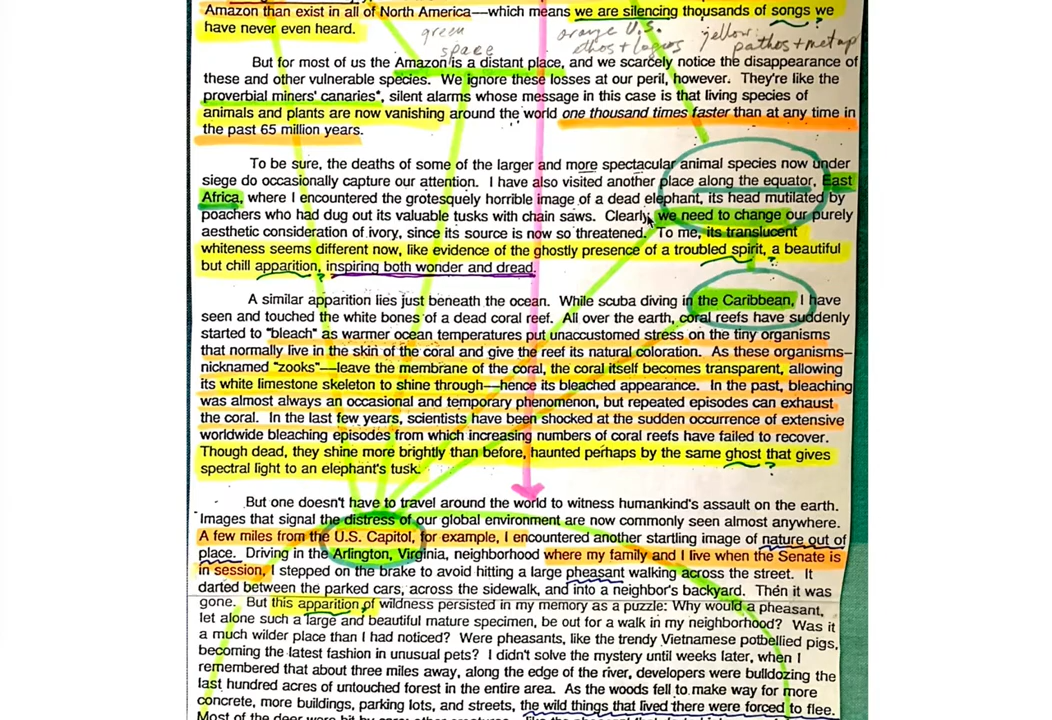 Amazon than exist in all of North America—which means we are silencing thousands of songs we
have never even heard.
green
space
orange U.S.
ethos + logos
yellow:
pathos + metap
But for most of us the Amazon is a distant place, and we scarcely notice the disappearance of
these and other vulnerable species. We ignore these losses at our peril, however. They're like the
proverbial miners' canaries*, silent alarms whose message in this case is that living species of
animals and plants are now vanishing around the world one thousand times faster than at any time in
the past 65 million years.
To be sure, the deaths of some of the larger and more spectacular animal species now under
siege do occasionally capture our attention. I have also visited another place along the equator, East
Africa, where I encountered the grotesquely horrible image of a dead elephant, its head mutilated by
poachers who had dug out its valuable tusks with chain saws. Clearly, we need to change our purely
aesthetic consideration of ivory, since its source is now so threatened. To me, its translucent
whiteness seems different now, like evidence of the ghostly presence of a troubled spirit, a beautiful
but chill apparition, inspiring both wonder and dread.
A similar apparition lies just beneath the ocean. While scuba diving in the Caribbean, I have
seen and touched the white bones of a dead coral reef. All over the earth, coral reefs have suddenly
started to "bleach" as warmer ocean temperatures put unaccustomed stress on the tiny organisms
that normally live in the skin of the coral and give the reef its natural coloration. As these organisms—
nicknamed "zooks"—leave the membrane of the coral, the coral itself becomes transparent, allowing
its white limestone skeleton to shine through—hence its bleached appearance. In the past, bleaching
was almost always an occasional and temporary phenomenon, but repeated episodes can exhaust
the coral. In the last few years, scientists have been shocked at the sudden occurrence of extensive
worldwide bleaching episodes from which increasing numbers of coral reefs have failed to recover.
Though dead, they shine more brightly than before, haunted perhaps by the same ghost that gives
spectral light to an elephant's tusk.
But one doesn't have to travel around the world to witness humankind's assault on the earth.
Images that signal the distress of our global environment are now commonly seen almost anywhere.
A few miles from the U.S. Capitol, for example, I encountered another startling image of nature out of
place. Driving in the Arlington, Virginia, neighborhood where my family and I live when the Senate is
in session, I stepped on the brake to avoid hitting a large pheasant walking across the street. It
darted between the parked cars, across the sidewalk, and into a neighbor's backyard. Then it was
gone. But this apparition of wildness persisted in my memory as a puzzle: Why would a pheasant,
let alone such a large and beautiful mature specimen, be out for a walk in my neighborhood? Was it
a much wilder place than I had noticed? Were pheasants, like the trendy Vietnamese potbellied pigs,
becoming the latest fashion in unusual pets? I didn't solve the mystery until weeks later, when I
remembered that about three miles away, along the edge of the river, developers were bulldozing the
last hundred acres of untouched forest in the entire area. As the woods fell to make way for more
concrete, more buildings, parking lots, and streets, the wild things that lived there were forced to flee.
Most of the deer were hit by cars; other creatures